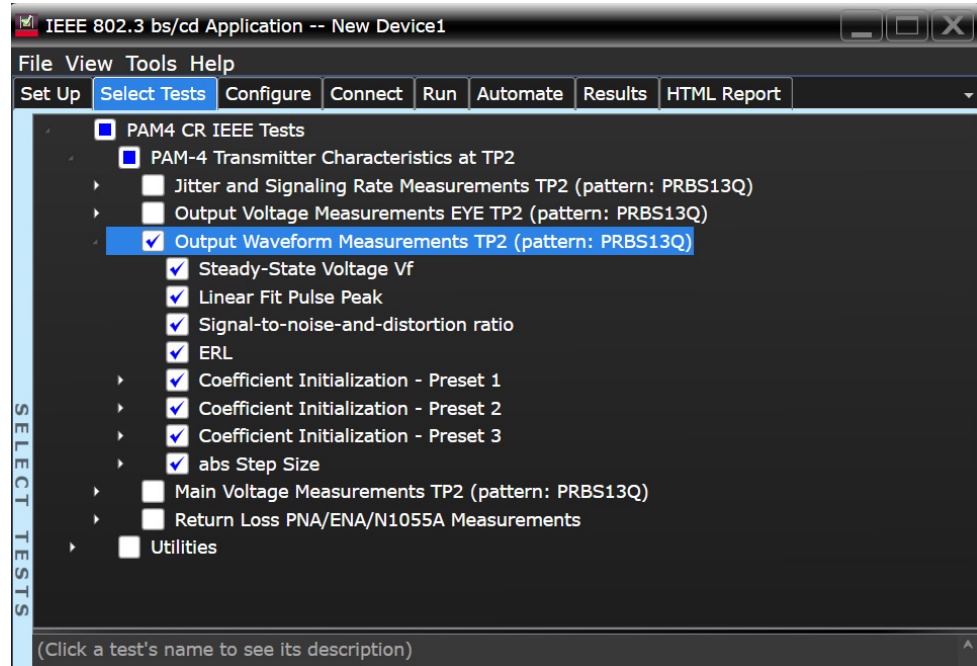 IEEE 802.3 bs/cd Application -- New Device1
File View Tools Help
Set Up Select Tests Configure Connect Run Automate Results HTML Report
PAM4 CR IEEE Tests
PAM-4 Transmitter Characteristics at TP2
Jitter and Signaling Rate Measurements TP2 (pattern: PRBS13Q)
Output Voltage Measurements EYE TP2 (pattern: PRBS13Q)
Output Waveform Measurements TP2 (pattern: PRBS13Q)
Steady-State Voltage Vf
Linear Fit Pulse Peak
Signal-to-noise-and-distortion ratio
ERL
Coefficient Initialization - Preset 1
Coefficient Initialization - Preset 2
Coefficient Initialization - Preset 3
abs Step Size
Main Voltage Measurements TP2 (pattern: PRBS13Q)
Return Loss PNA/ENA/N1055A Measurements
Utilities
SELECT TESTS
(Click a test's name to see its description)